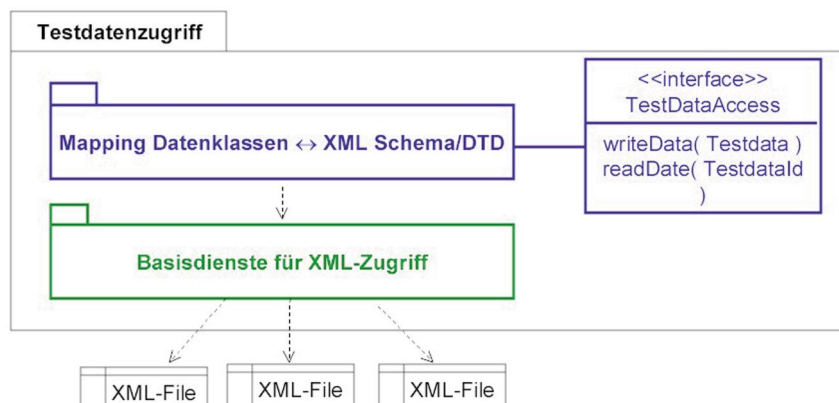 Testdatenzugriff
<<interface>>
TestDataAccess
Mapping Datenklassen ↔ XML Schema/DTD
writeData( Testdata )
readDate( TestdataId
)
Basisdienste für XML-Zugriff
XML-File
XML-File
XML-File